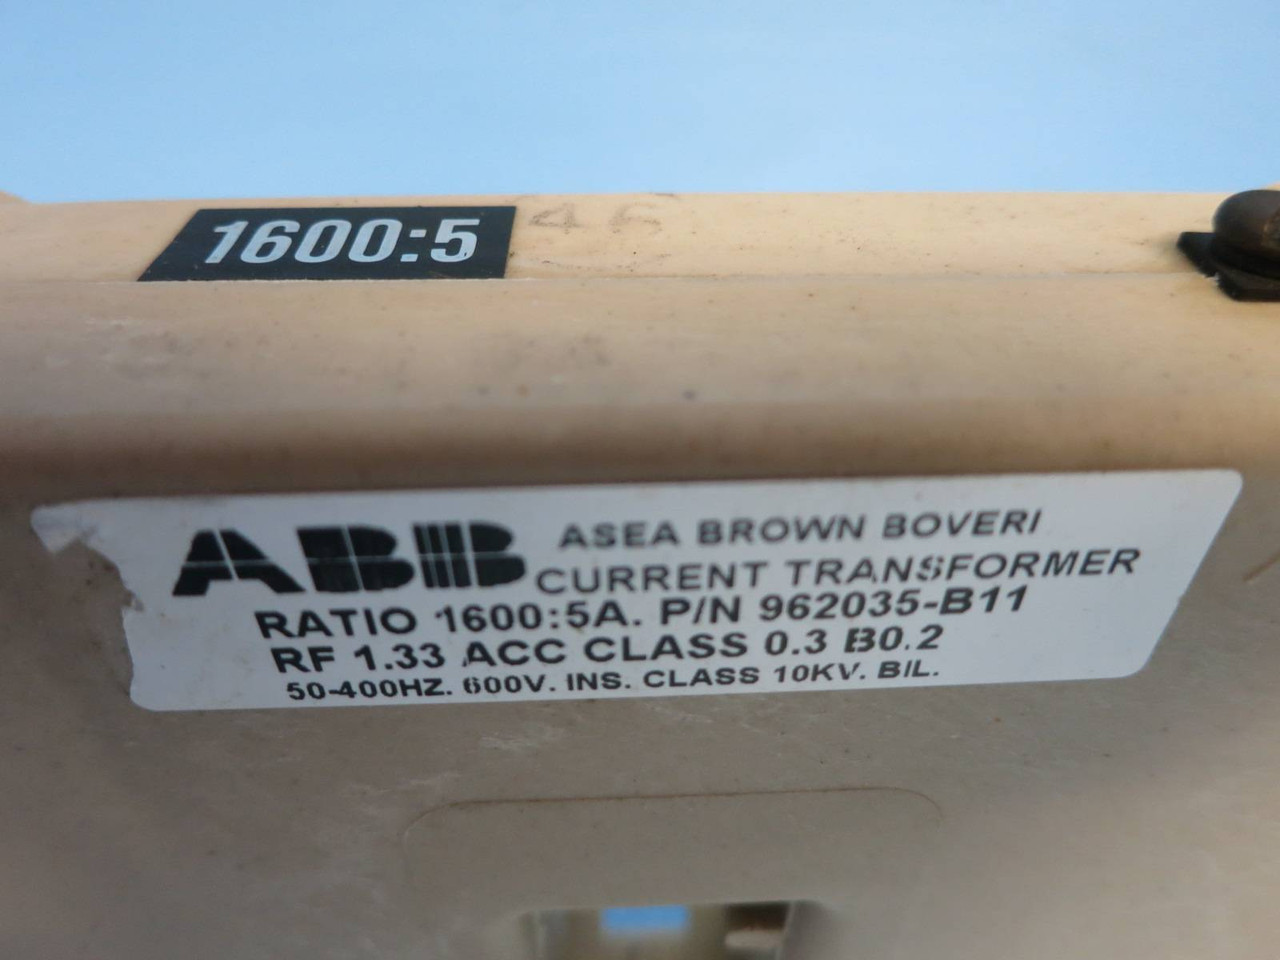 1600:5
46
ABB
ASEA BROWN BOVERI
CURRENT TRANSFORMER
RATIO 1600:5A. P/N 962035-B11
RF 1.33 ACC CLASS 0.3 B0.2
50-400HZ. 600V. INS. CLASS 10KV. BIL.